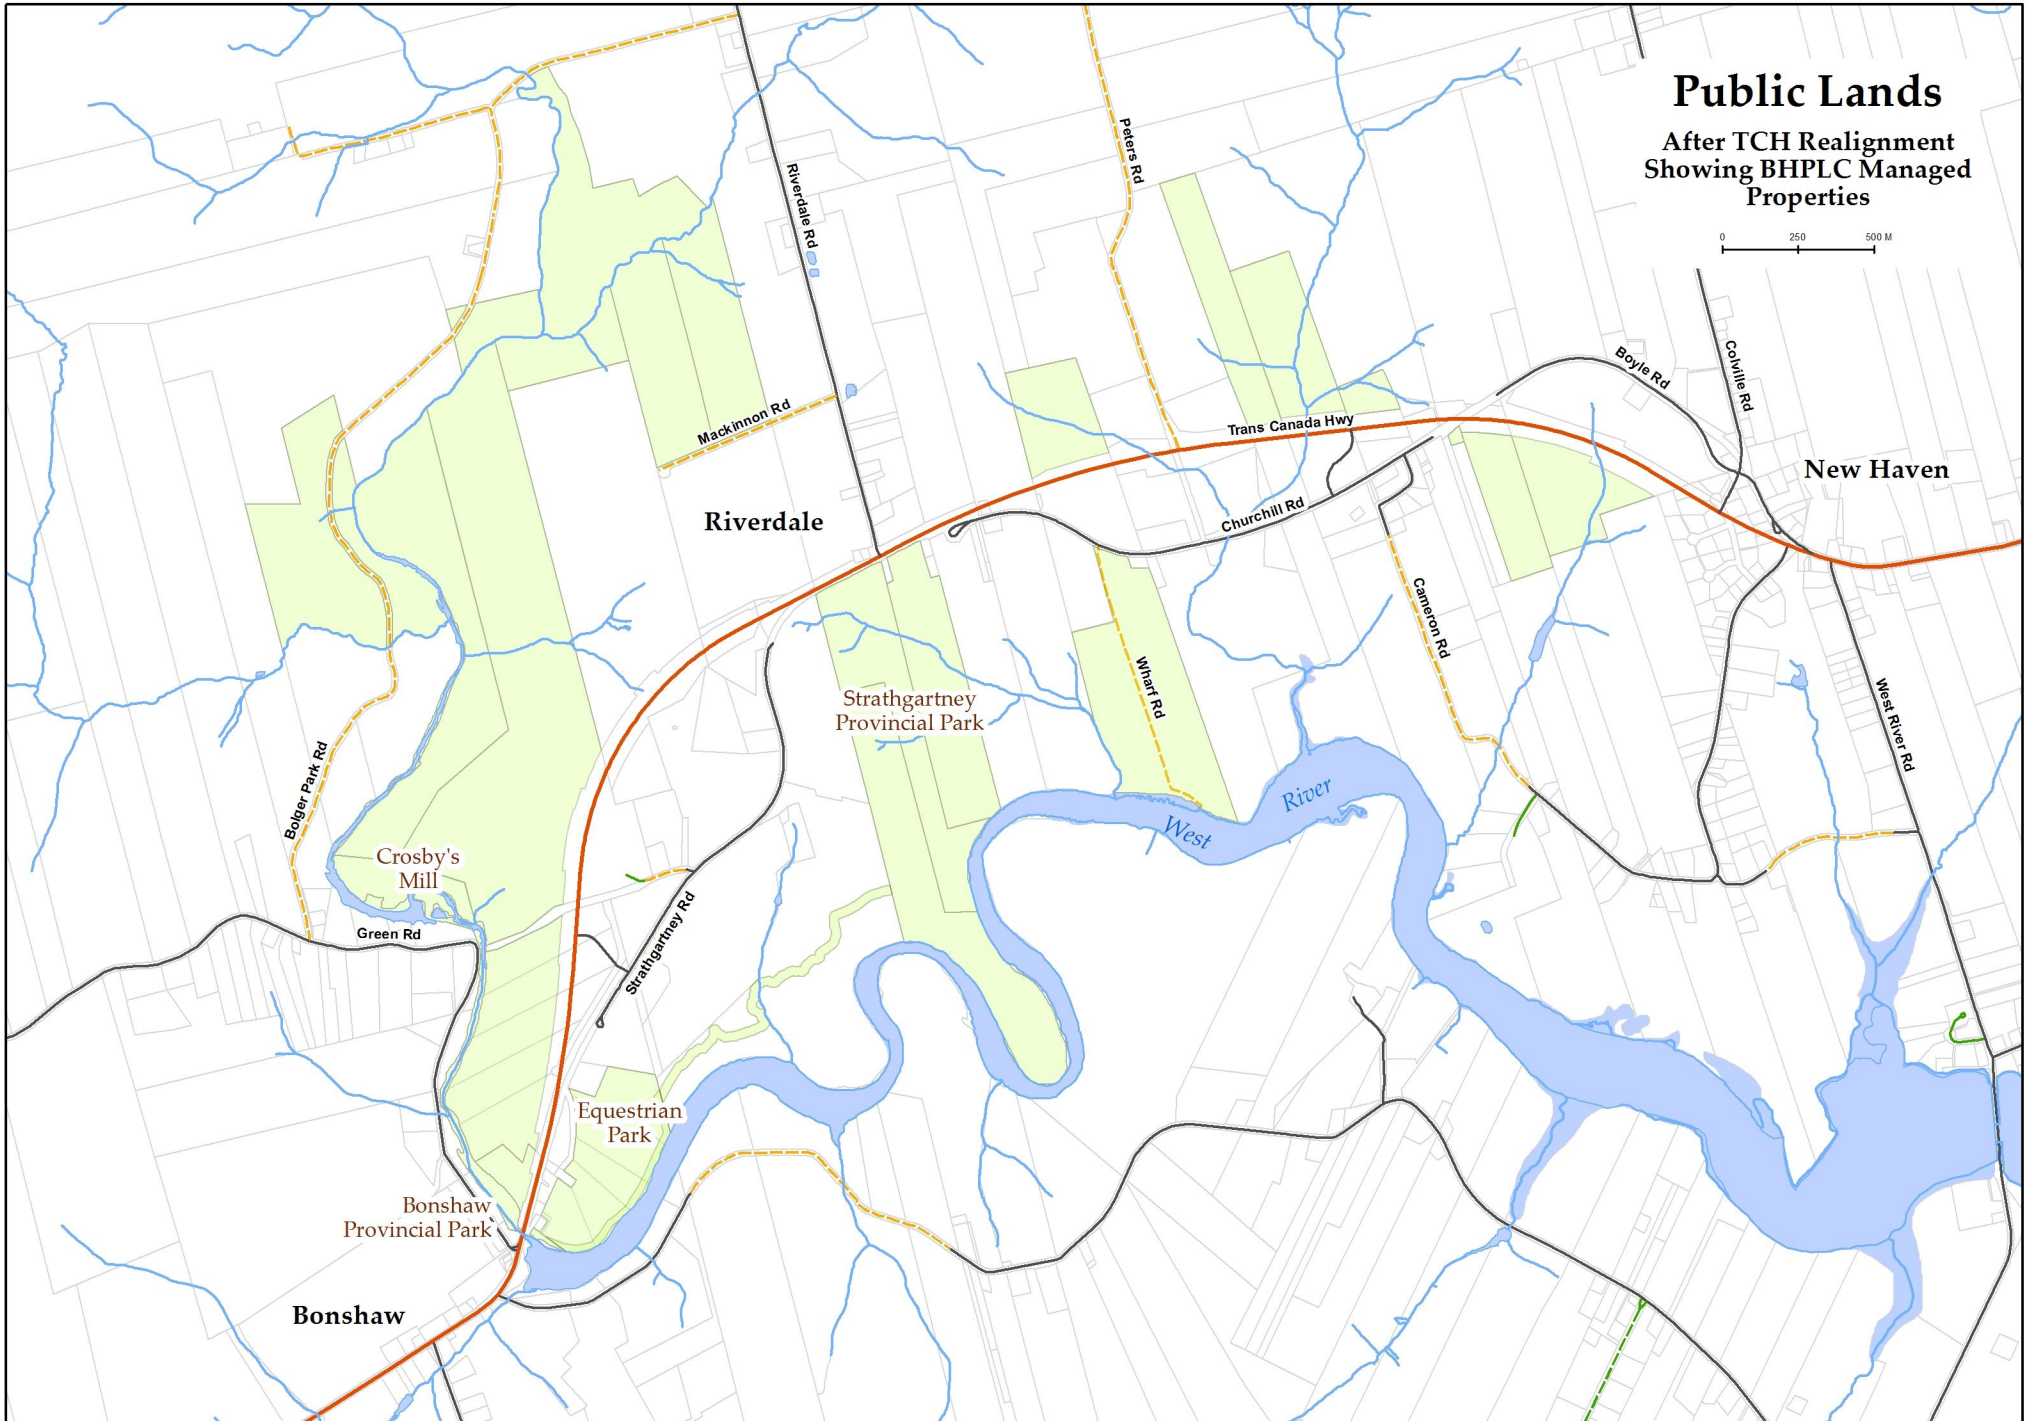 Public Lands
After TCH Realignment
Showing BHPLC Managed
Properties
0 250 500 M
Peters Rd
Riverdale Rd
Boyle Rd
Colville Rd
Mackinnon Rd
Trans Canada Hwy
New Haven
Riverdale
Churchill Rd
Cameron Rd
Wharf Rd
West River Rd
Strathgartney
Provincial Park
Bolger Park Rd
West River
Crosby's
Mill
Green Rd
Strathgartney Rd
Equestrian
Park
Bonshaw
Provincial Park
Bonshaw